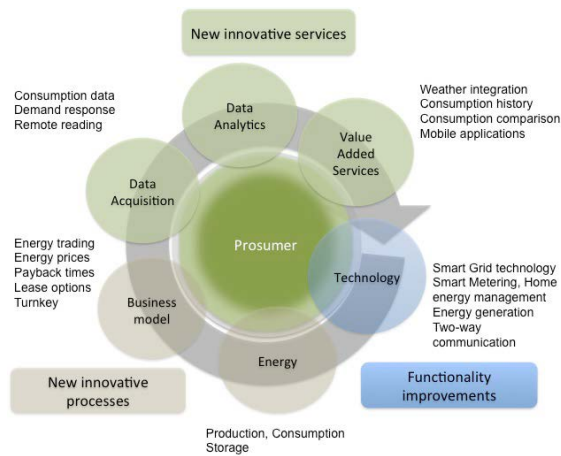 New innovative services
Consumption data
Demand response
Remote reading
Data
Analytics
Weather integration
Consumption history
Consumption comparison
Mobile applications
Value
Added
Services
Data
Acquisition
Prosumer
Energy trading
Energy prices
Payback times
Lease options
Turnkey
Business
model
Technology
Smart Grid technology
Smart Metering, Home
energy management
Energy generation
Two-way
communication
Energy
New innovative
processes
Functionality
improvements
Production, Consumption
Storage